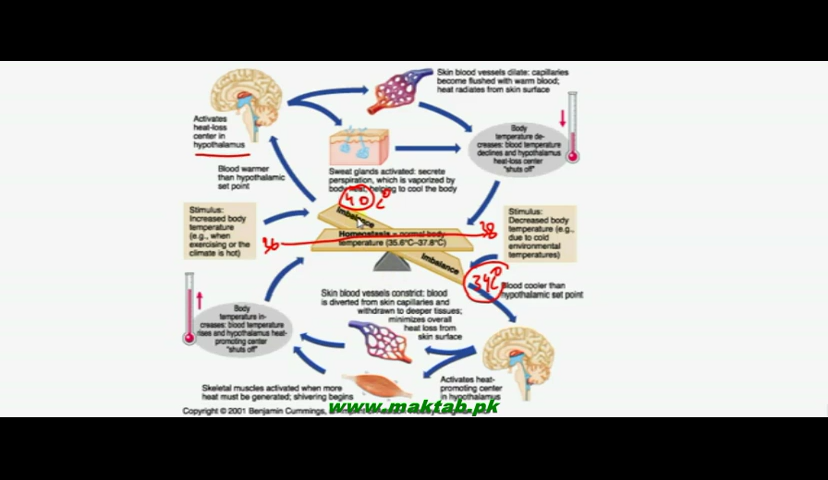 Skin blood vessels dilate: capillaries
become flushed with warm blood;
heat radiates from skin surface
Activates
heat-loss
center in
hypothalamus
Body
temperature de-
creases: blood temperature
declines and hypothalamus
heat-loss center
"shuts off"
Blood warmer
than hypothalamic
set point
Sweat glands activated: secrete
perspiration, which is vaporized by
body heat, helping to cool the body
40 C°
Stimulus:
Increased body
temperature
(e.g., when
exercising or the
climate is hot)
Imbalance
36
Homeostasis = normal body
temperature (35.6°C–37.8°C)
38
Stimulus:
Decreased body
temperature (e.g.,
due to cold
environmental
temperatures)
Imbalance
34C°
Blood cooler than
hypothalamic set point
Skin blood vessels constrict: blood
is diverted from skin capillaries and
withdrawn to deeper tissues;
minimizes overall
heat loss from
skin surface
Body
temperature in-
creases: blood temperature
rises and hypothalamus heat-
promoting center
"shuts off"
Skeletal muscles activated when more
heat must be generated; shivering begins
Activates heat-
promoting center
in hypothalamus
Copyright © 2001 Benjamin Cummings,
www.maktab.pk